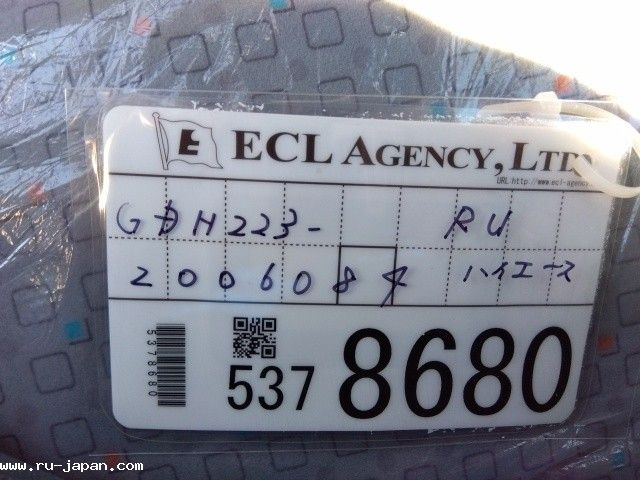 E
ECL AGENCY, LTD.
URL:http://www.ecl-agency
GDH223- RU
2006084 ハイエース
5378680
537 8680
www.ru-japan.com